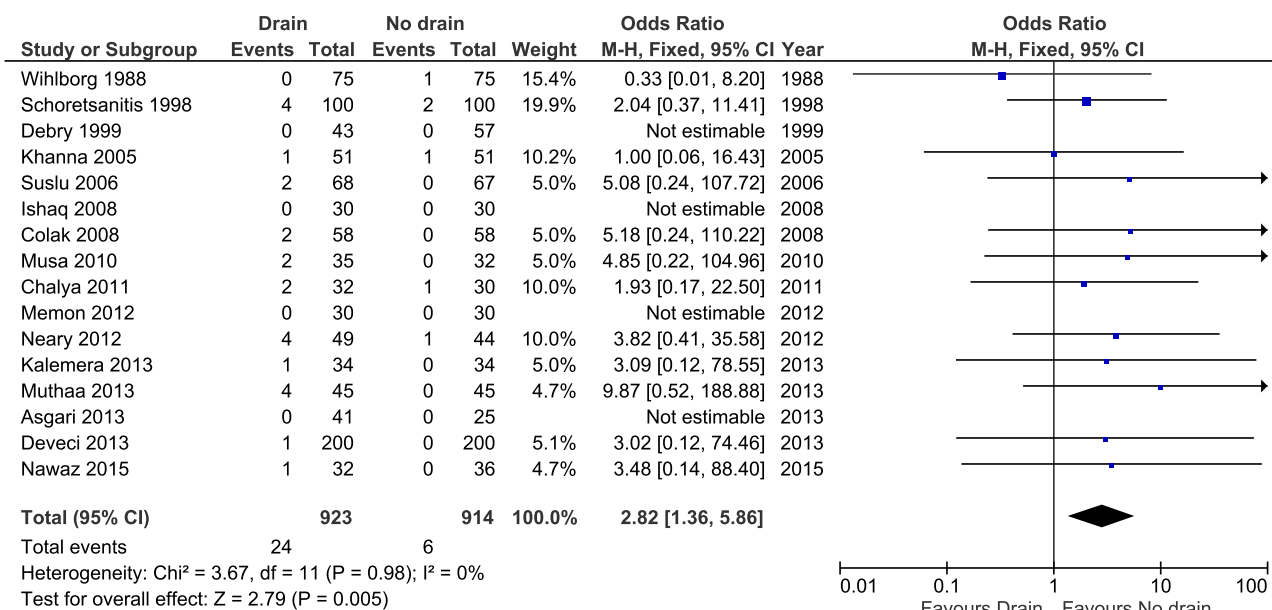 Drain No drain Odds Ratio Odds Ratio
Study or Subgroup Events Total Events Total Weight M-H, Fixed, 95% CI Year M-H, Fixed, 95% CI
Wihlborg 1988 0 75 1 75 15.4% 0.33 [0.01, 8.20] 1988
Schoretsanitis 1998 4 100 2 100 19.9% 2.04 [0.37, 11.41] 1998
Debry 1999 0 43 0 57 Not estimable 1999
Khanna 2005 1 51 1 51 10.2% 1.00 [0.06, 16.43] 2005
Suslu 2006 2 68 0 67 5.0% 5.08 [0.24, 107.72] 2006
Ishaq 2008 0 30 0 30 Not estimable 2008
Colak 2008 2 58 0 58 5.0% 5.18 [0.24, 110.22] 2008
Musa 2010 2 35 0 32 5.0% 4.85 [0.22, 104.96] 2010
Chalya 2011 2 32 1 30 10.0% 1.93 [0.17, 22.50] 2011
Memon 2012 0 30 0 30 Not estimable 2012
Neary 2012 4 49 1 44 10.0% 3.82 [0.41, 35.58] 2012
Kalemera 2013 1 34 0 34 5.0% 3.09 [0.12, 78.55] 2013
Muthaa 2013 4 45 0 45 4.7% 9.87 [0.52, 188.88] 2013
Asgari 2013 0 41 0 25 Not estimable 2013
Deveci 2013 1 200 0 200 5.1% 3.02 [0.12, 74.46] 2013
Nawaz 2015 1 32 0 36 4.7% 3.48 [0.14, 88.40] 2015
Total (95% CI) 923 914 100.0% 2.82 [1.36, 5.86]
Total events 24 6
Heterogeneity: Chi² = 3.67, df = 11 (P = 0.98); I² = 0%
Test for overall effect: Z = 2.79 (P = 0.005)
0.01 0.1 1 10 100
Favours Drain Favours No drain